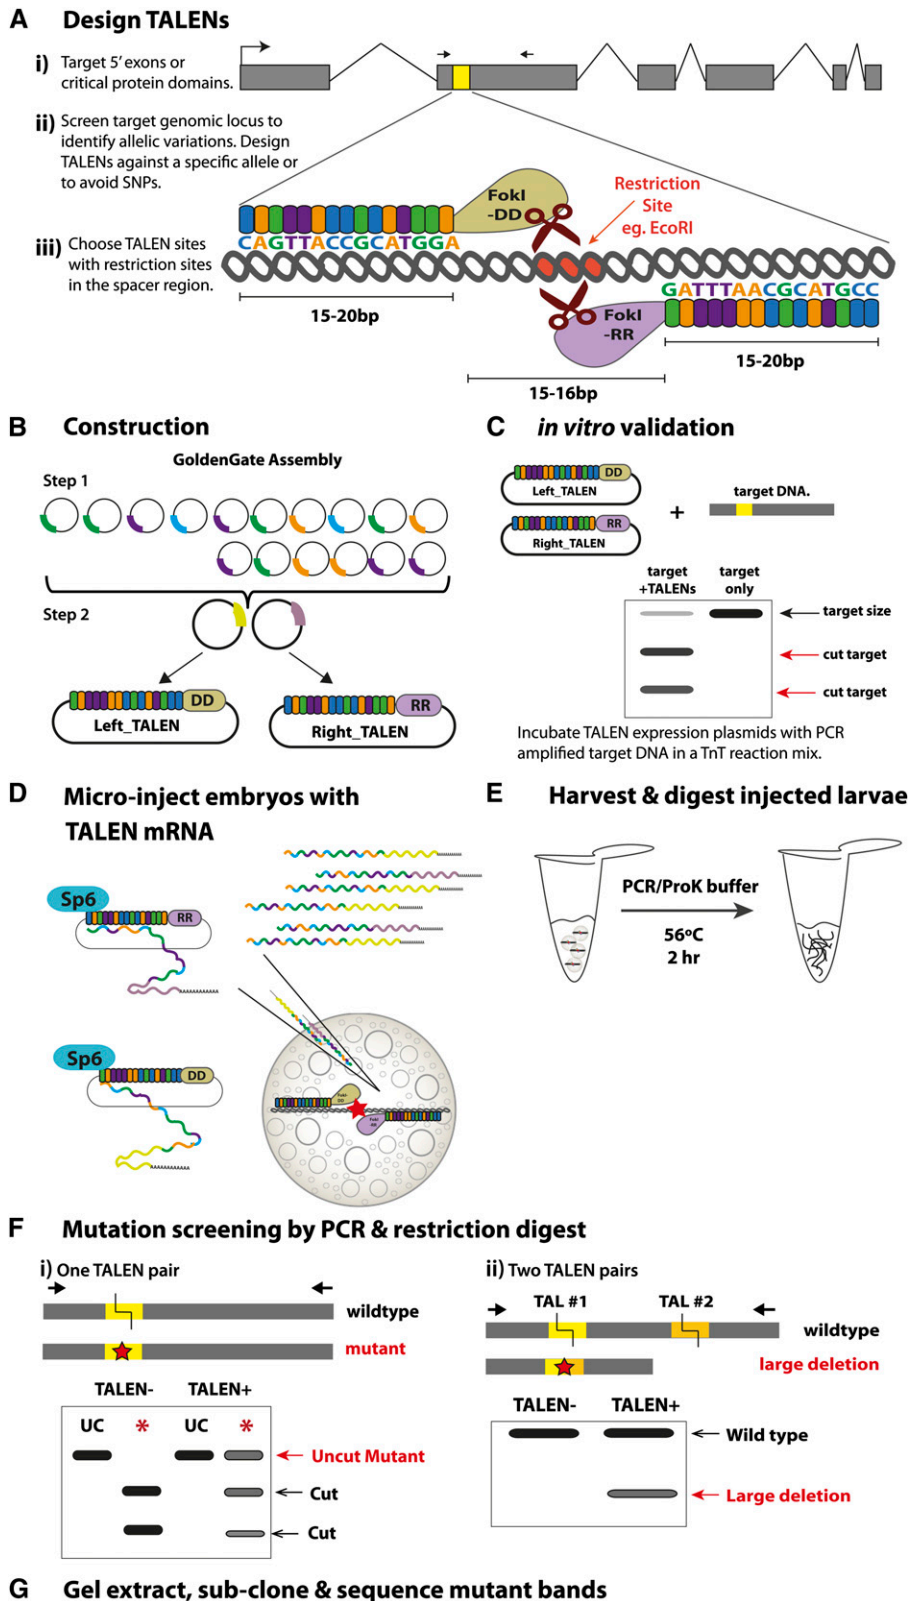 A Design TALENs
i) Target 5' exons or
critical protein domains.
ii) Screen target genomic locus to
identify allelic variations. Design
TALENs against a specific allele or
to avoid SNPs.
FokI
-DD
Restriction
Site
eg. EcoRI
CAGTTACCGCATGGA
iii) Choose TALEN sites
with restriction sites
in the spacer region.
GATTTAACGCATGCC
15-20bp
FokI
-RR
15-20bp
15-16bp
B Construction
GoldenGate Assembly
Step 1
Step 2
DD
Left_TALEN
RR
Right_TALEN
C in vitro validation
DD
Left_TALEN
RR
Right_TALEN
+
target DNA.
target
+TALENs
target
only
target size
cut target
cut target
Incubate TALEN expression plasmids with PCR
amplified target DNA in a TnT reaction mix.
D Micro-inject embryos with
TALEN mRNA
Sp6
RR
Sp6
DD
FokI
-DD
FokI
-RR
E Harvest & digest injected larvae
PCR/ProK buffer
56ºC
2 hr
F Mutation screening by PCR & restriction digest
i) One TALEN pair
wildtype
mutant
TALEN- TALEN+
UC * UC *
Uncut Mutant
Cut
Cut
ii) Two TALEN pairs
TAL #1 TAL #2
wildtype
large deletion
TALEN- TALEN+
Wild type
Large deletion
G Gel extract, sub-clone & sequence mutant bands